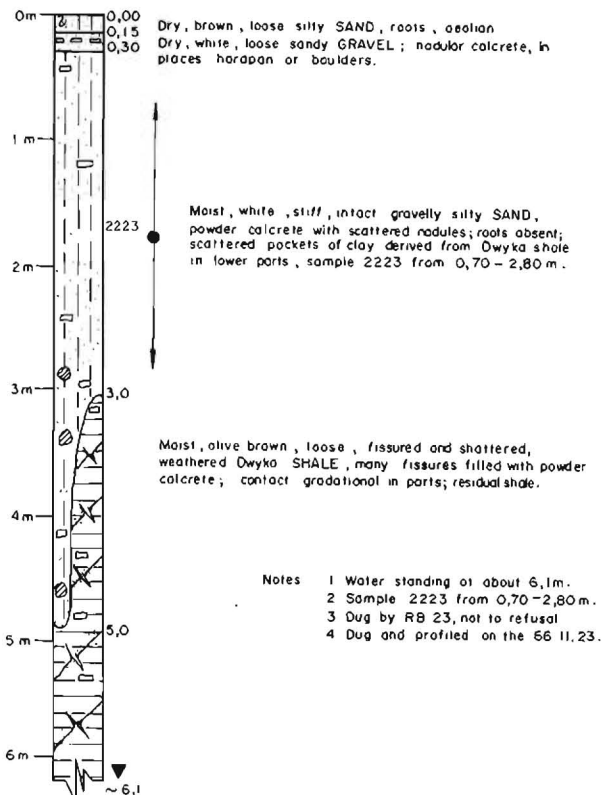 0m
0,00
0,15
0,30
Dry, brown, loose silty SAND, roots, aeolian
Dry, white, loose sandy GRAVEL; nodular calcrete, in
places hardpan or boulders.
1 m
2223
Moist, white, stiff, intact gravelly silty SAND,
powder calcrete with scattered nodules; roots absent;
scattered pockets of clay derived from Dwyka shale
in lower parts, sample 2223 from 0,70 - 2,80 m.
2m
3m
3,0
Moist, olive brown, loose, fissured and shattered,
weathered Dwyka SHALE, many fissures filled with powder
calcrete; contact gradational in parts; residual shale.
4m
Notes 1 Water standing at about 6,1m.
2 Sample 2223 from 0,70-2,80m.
3 Dug by RB 23, not to refusal
4 Dug and profiled on the 66 11.23.
5,0
5m
6m
~6,1